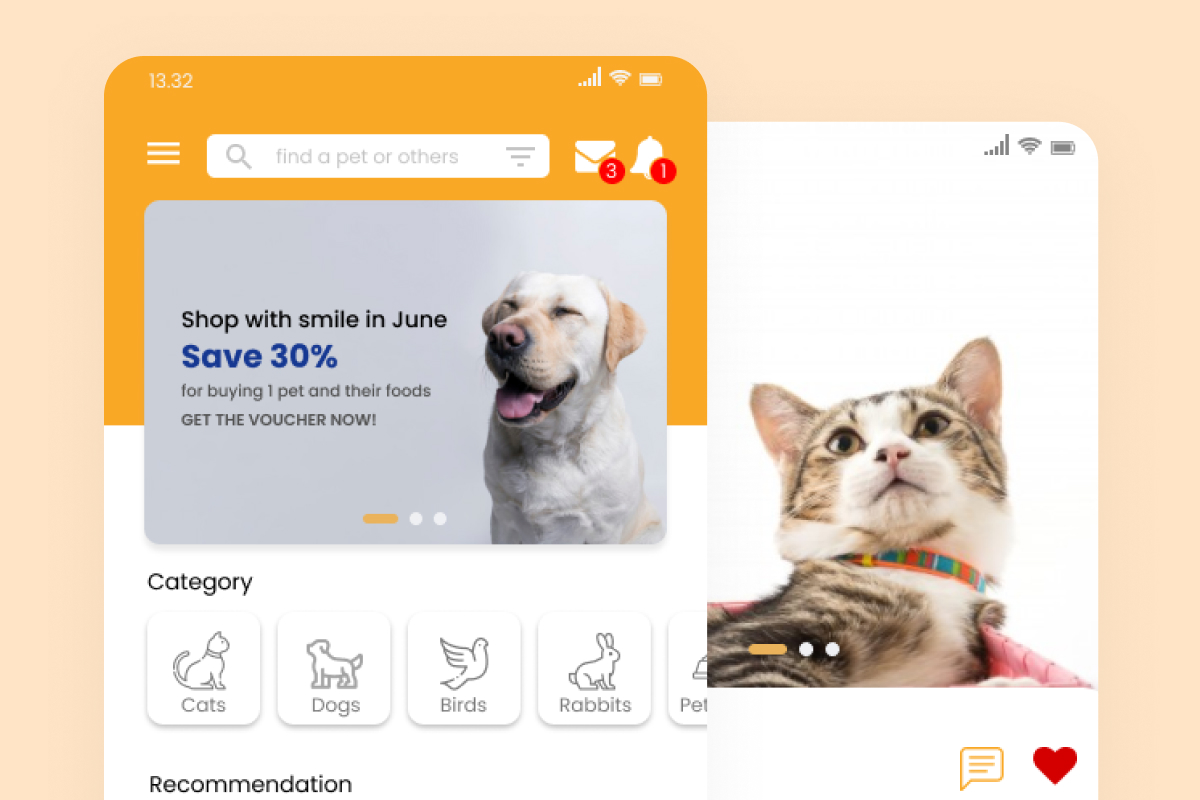 13.32
find a pet or others
3
1
Shop with smile in June
Save 30%
for buying 1 pet and their foods
GET THE VOUCHER NOW!
Category
Cats
Dogs
Birds
Rabbits
Pet
Recommendation